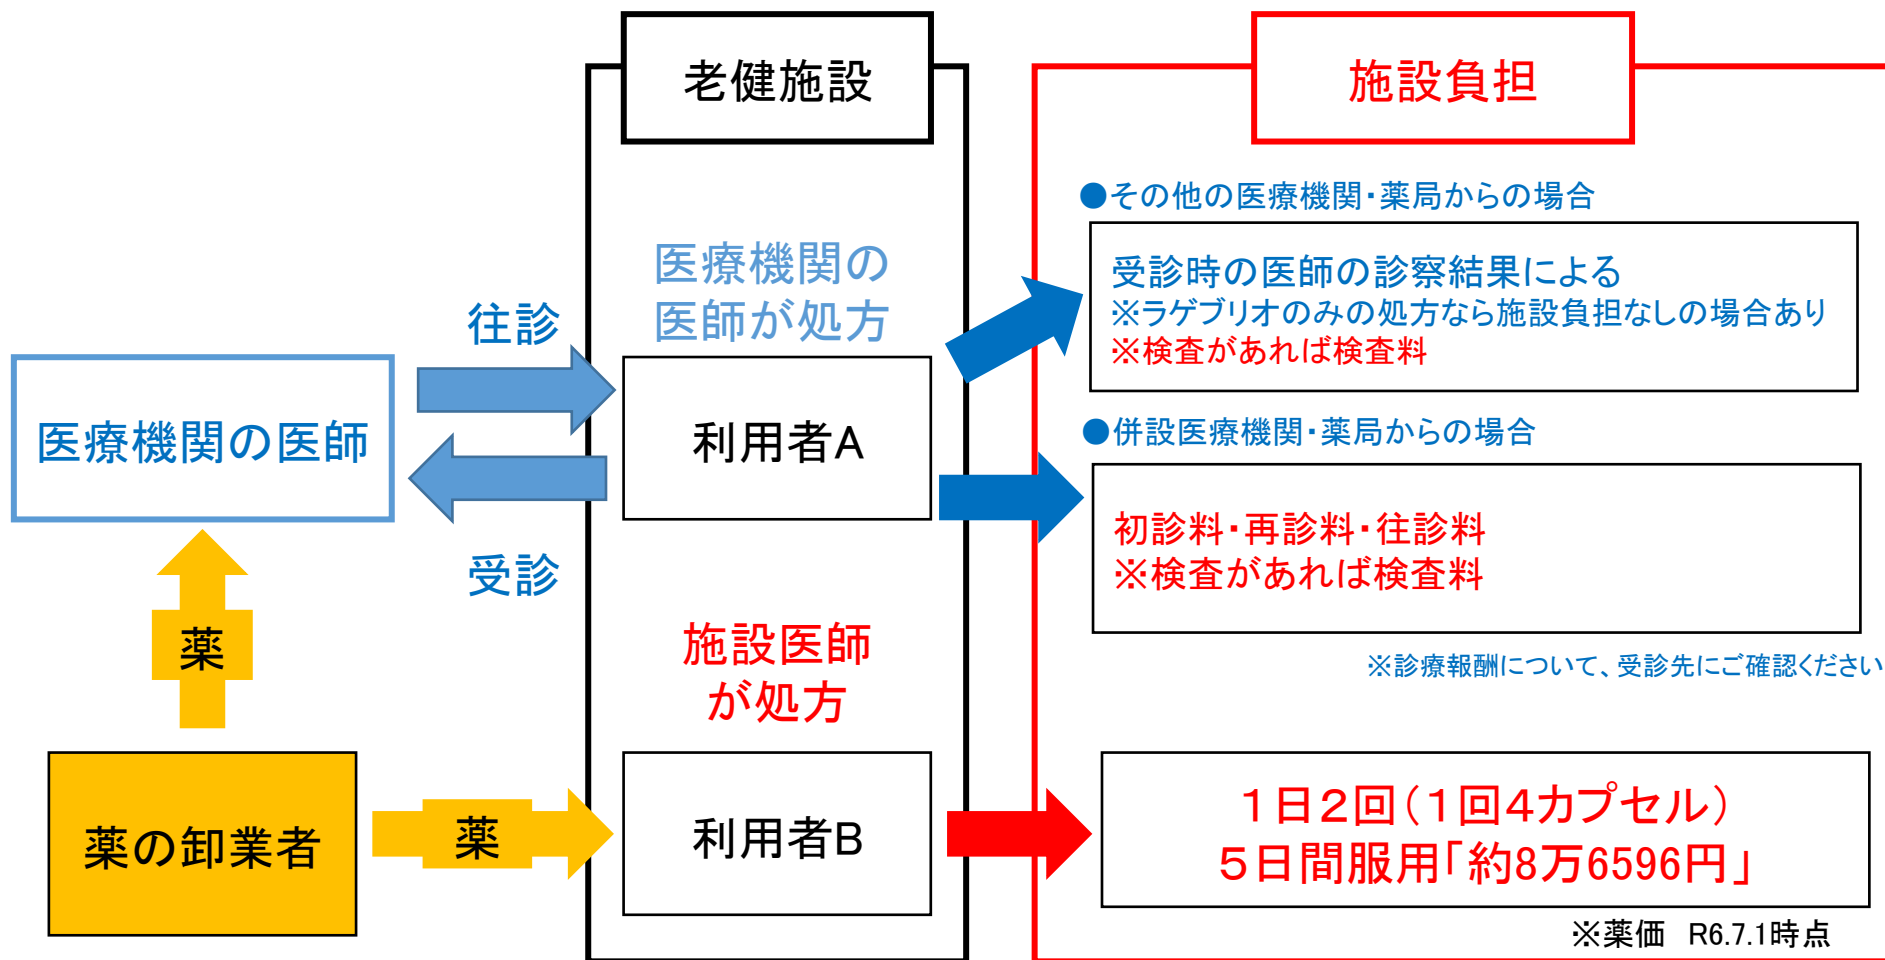 老健施設
施設負担
●その他の医療機関・薬局からの場合
受診時の医師の診察結果による
※ラゲブリオのみの処方なら施設負担なしの場合あり
※検査があれば検査料
医療機関の
医師が処方
往診
医療機関の医師
利用者A
●併設医療機関・薬局からの場合
初診料・再診料・往診料
※検査があれば検査料
受診
※診療報酬について、受診先にご確認ください
薬
施設医師
が処方
薬の卸業者
薬
利用者B
1日2回(1回4カプセル)
5日間服用「約8万6596円」
※薬価 R6.7.1時点